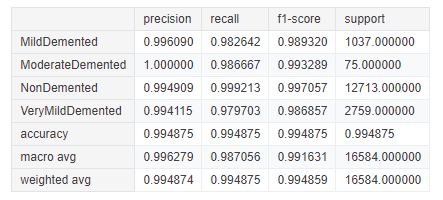 precision recall f1-score support
MildDemented 0.996090 0.982642 0.989320 1037.000000
ModerateDemented 1.000000 0.986667 0.993289 75.000000
NonDemented 0.994909 0.999213 0.997057 12713.000000
VeryMildDemented 0.994115 0.979703 0.986857 2759.000000
accuracy 0.994875 0.994875 0.994875 0.994875
macro avg 0.996279 0.987056 0.991631 16584.000000
weighted avg 0.994874 0.994875 0.994859 16584.000000